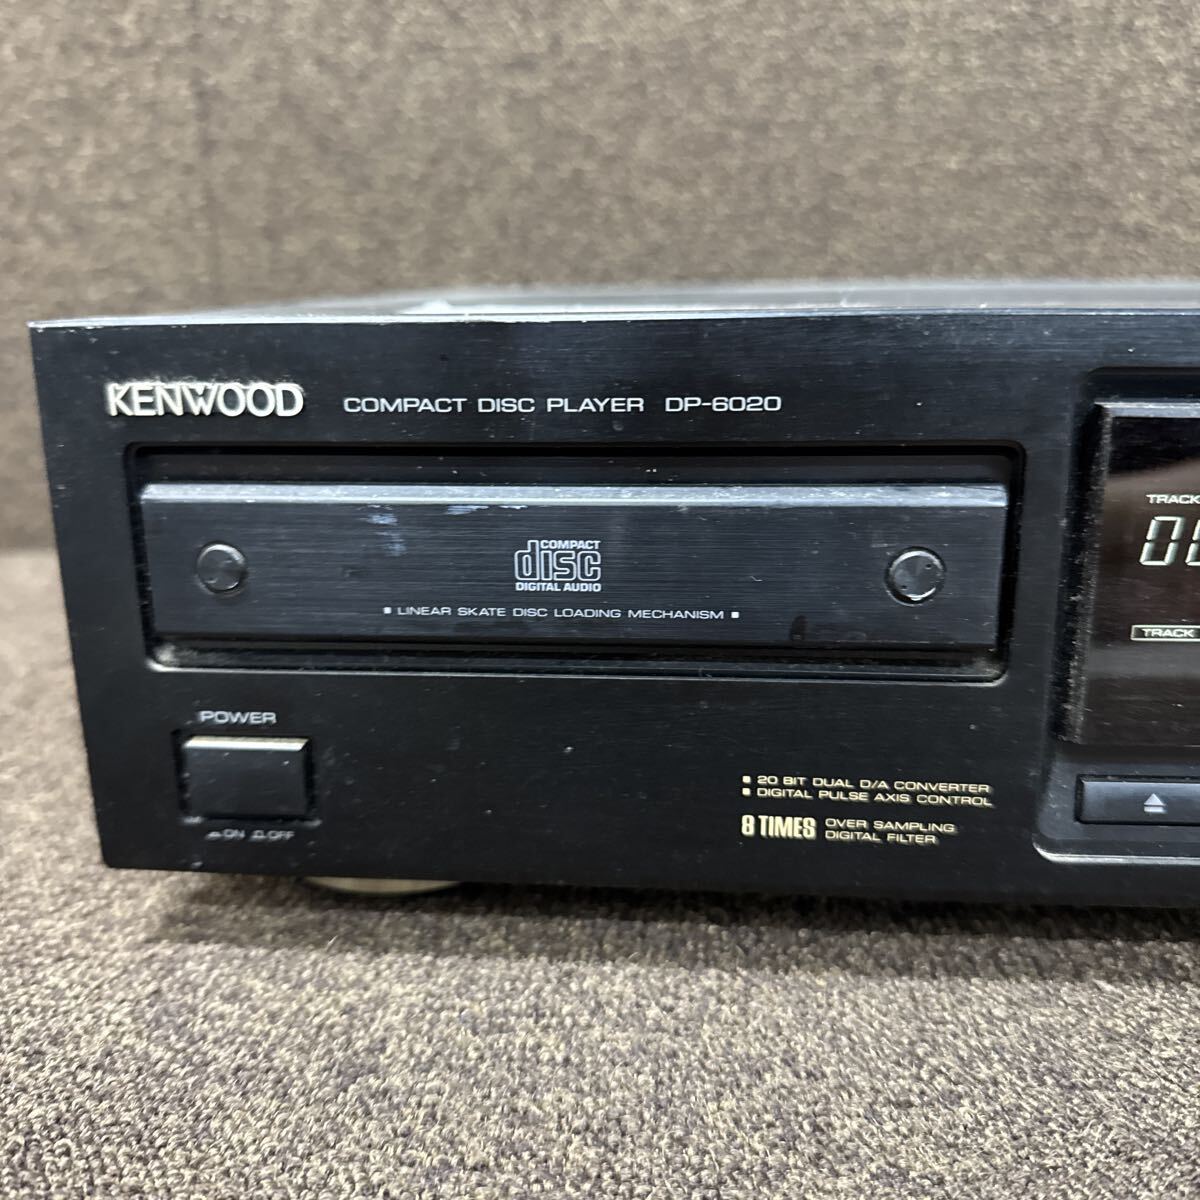 KENWOOD COMPACT DISC PLAYER DP-6020
COMPACT
disc
DIGITAL AUDIO
▪ LINEAR SKATE DISC LOADING MECHANISM ▪
TRACK
TRACK
POWER
ON OFF
▪ 20 BIT DUAL D/A CONVERTER
▪ DIGITAL PULSE AXIS CONTROL
8 TIMES OVER SAMPLING
DIGITAL FILTER